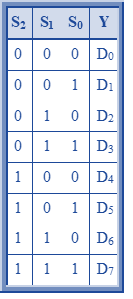 S₂ S₁ S₀ Y
0 0 0 D₀
0 0 1 D₁
0 1 0 D₂
0 1 1 D₃
1 0 0 D₄
1 0 1 D₅
1 1 0 D₆
1 1 1 D₇